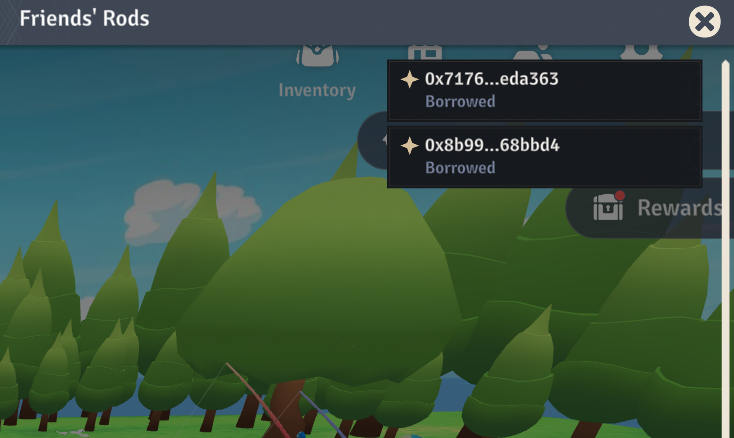 Friends' Rods
Inventory
0x7176...eda363
Borrowed
0x8b99...68bbd4
Borrowed
Rewards